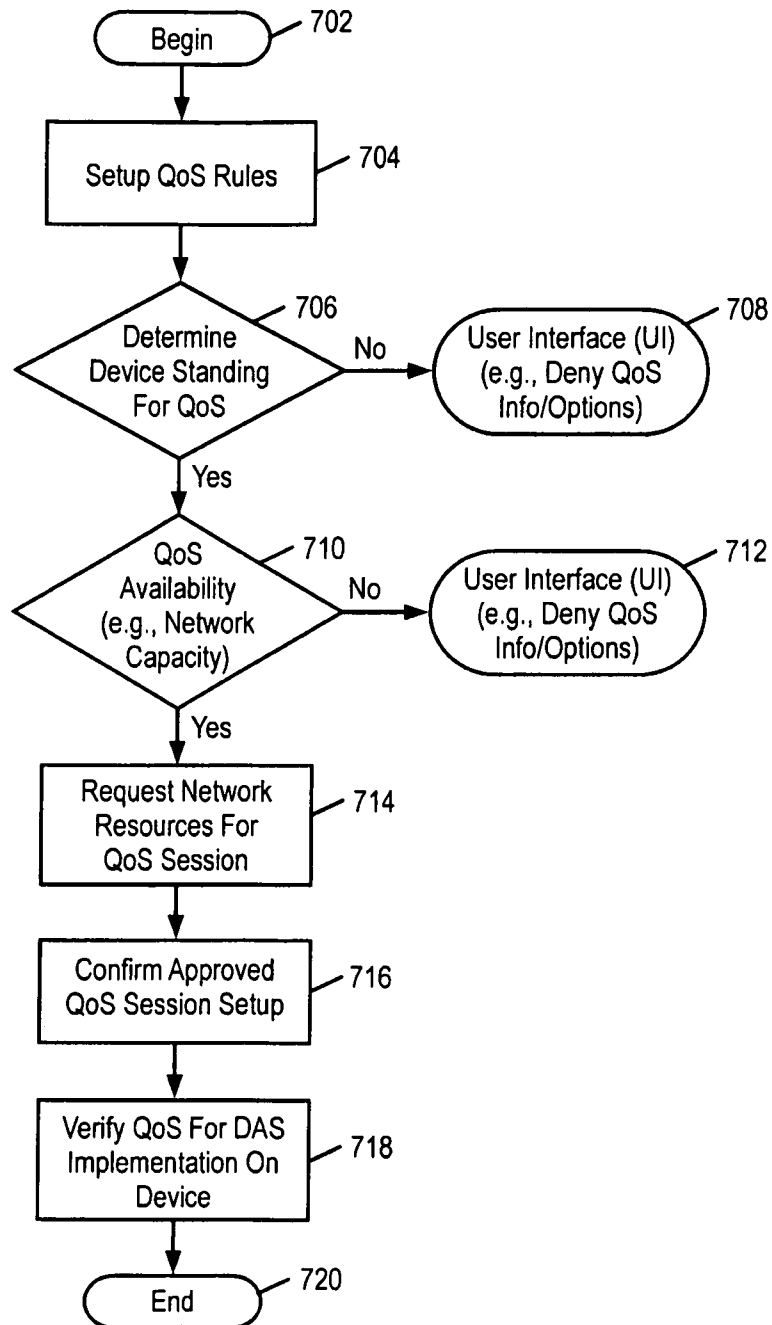 Begin
702
Setup QoS Rules
704
Determine
Device Standing
For QoS
706
No
User Interface (UI)
(e.g., Deny QoS
Info/Options)
708
Yes
QoS
Availability
(e.g., Network
Capacity)
710
No
User Interface (UI)
(e.g., Deny QoS
Info/Options)
712
Yes
Request Network
Resources For
QoS Session
714
Confirm Approved
QoS Session Setup
716
Verify QoS For DAS
Implementation On
Device
718
End
720